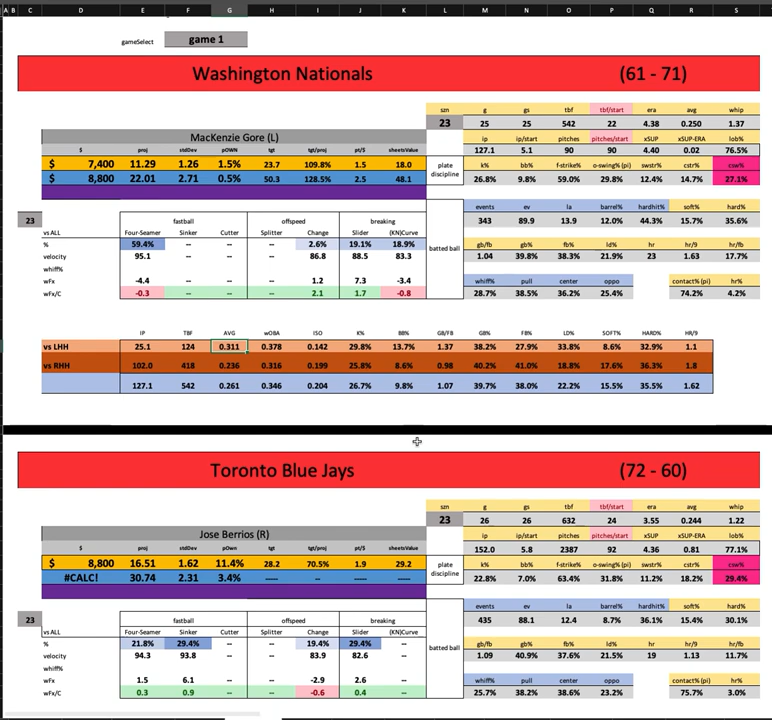 A B C D E F G H I J K L M N O P Q R S
gameSelect game 1
Washington Nationals (61 - 71)
szn g gs tbf tbf/start era avg whip
23 25 25 542 22 4.38 0.250 1.37
MacKenzie Gore (L) ip ip/start pitches pitches/start xSUP xSUP-ERA lob%
$ proj stdDev pOWN tgt tgt/proj pt/$ sheetsValue 127.1 5.1 90 90 4.40 0.02 76.5%
$ 7,400 11.29 1.26 1.5% 23.7 109.8% 1.5 18.0 plate discipline k% bb% f-strike% o-swing% (pi) swstr% cstr% csw%
$ 8,800 22.01 2.71 0.5% 50.3 128.5% 2.5 48.1 26.8% 9.8% 59.0% 29.8% 12.4% 14.7% 27.1%
events ev la barrel% hardhit% soft% hard%
23 fastball offspeed breaking 343 89.9 13.9 12.0% 44.3% 15.7% 35.6%
vs ALL Four-Seamer Sinker Cutter Splitter Change Slider (KN)Curve
% 59.4% -- -- -- 2.6% 19.1% 18.9% batted ball gb/fb gb% fb% ld% hr hr/9 hr/fb
velocity 95.1 -- -- -- 86.8 88.5 83.3 1.04 39.8% 38.3% 21.9% 23 1.63 17.7%
whiff%
wFx -4.4 1.2 7.3 -3.4 whiff% pull center oppo contact% (pi) hr%
wFx/C -0.3 -- -- -- 2.1 1.7 -0.8 28.7% 38.5% 36.2% 25.4% 74.2% 4.2%
IP TBF AVG wOBA ISO K% BB% GB/FB GB% FB% LD% SOFT% HARD% HR/9
vs LHH 25.1 124 0.311 0.378 0.142 29.8% 13.7% 1.37 38.2% 27.9% 33.8% 8.6% 32.9% 1.1
vs RHH 102.0 418 0.236 0.316 0.199 25.8% 8.6% 0.98 40.2% 41.0% 18.8% 17.6% 36.3% 1.8
127.1 542 0.261 0.346 0.204 26.7% 9.8% 1.07 39.7% 38.0% 22.2% 15.5% 35.5% 1.62
Toronto Blue Jays (72 - 60)
szn g gs tbf tbf/start era avg whip
23 26 26 632 24 3.55 0.244 1.22
Jose Berrios (R) ip ip/start pitches pitches/start xSUP xSUP-ERA lob%
$ proj stdDev pOwn tgt tgt/proj pt/$ sheetsValue 152.0 5.8 2387 92 4.36 0.81 77.1%
$ 8,800 16.51 1.62 11.4% 28.2 70.5% 1.9 29.2 plate discipline k% bb% f-strike% o-swing% (pi) swstr% cstr% csw%
#CALC! 30.74 2.31 3.4% ---- -- -- -- 22.8% 7.0% 63.4% 31.8% 11.2% 18.2% 29.4%
events ev la barrel% hardhit% soft% hard%
23 fastball offspeed breaking 435 88.1 12.4 8.7% 36.1% 15.4% 30.1%
vs ALL Four-Seamer Sinker Cutter Splitter Change Slider (KN)Curve
% 21.8% 29.4% -- -- 19.4% 29.4% -- batted ball gb/fb gb% fb% ld% hr hr/9 hr/fb
velocity 94.3 93.8 -- -- 83.9 82.6 -- 1.09 40.9% 37.6% 21.5% 19 1.13 11.7%
whiff%
wFx 1.5 6.1 -2.9 2.6 whiff% pull center oppo contact% (pi) hr%
wFx/C 0.3 0.9 -- -- -0.6 0.4 -- 25.7% 38.2% 38.6% 23.2% 75.7% 3.0%